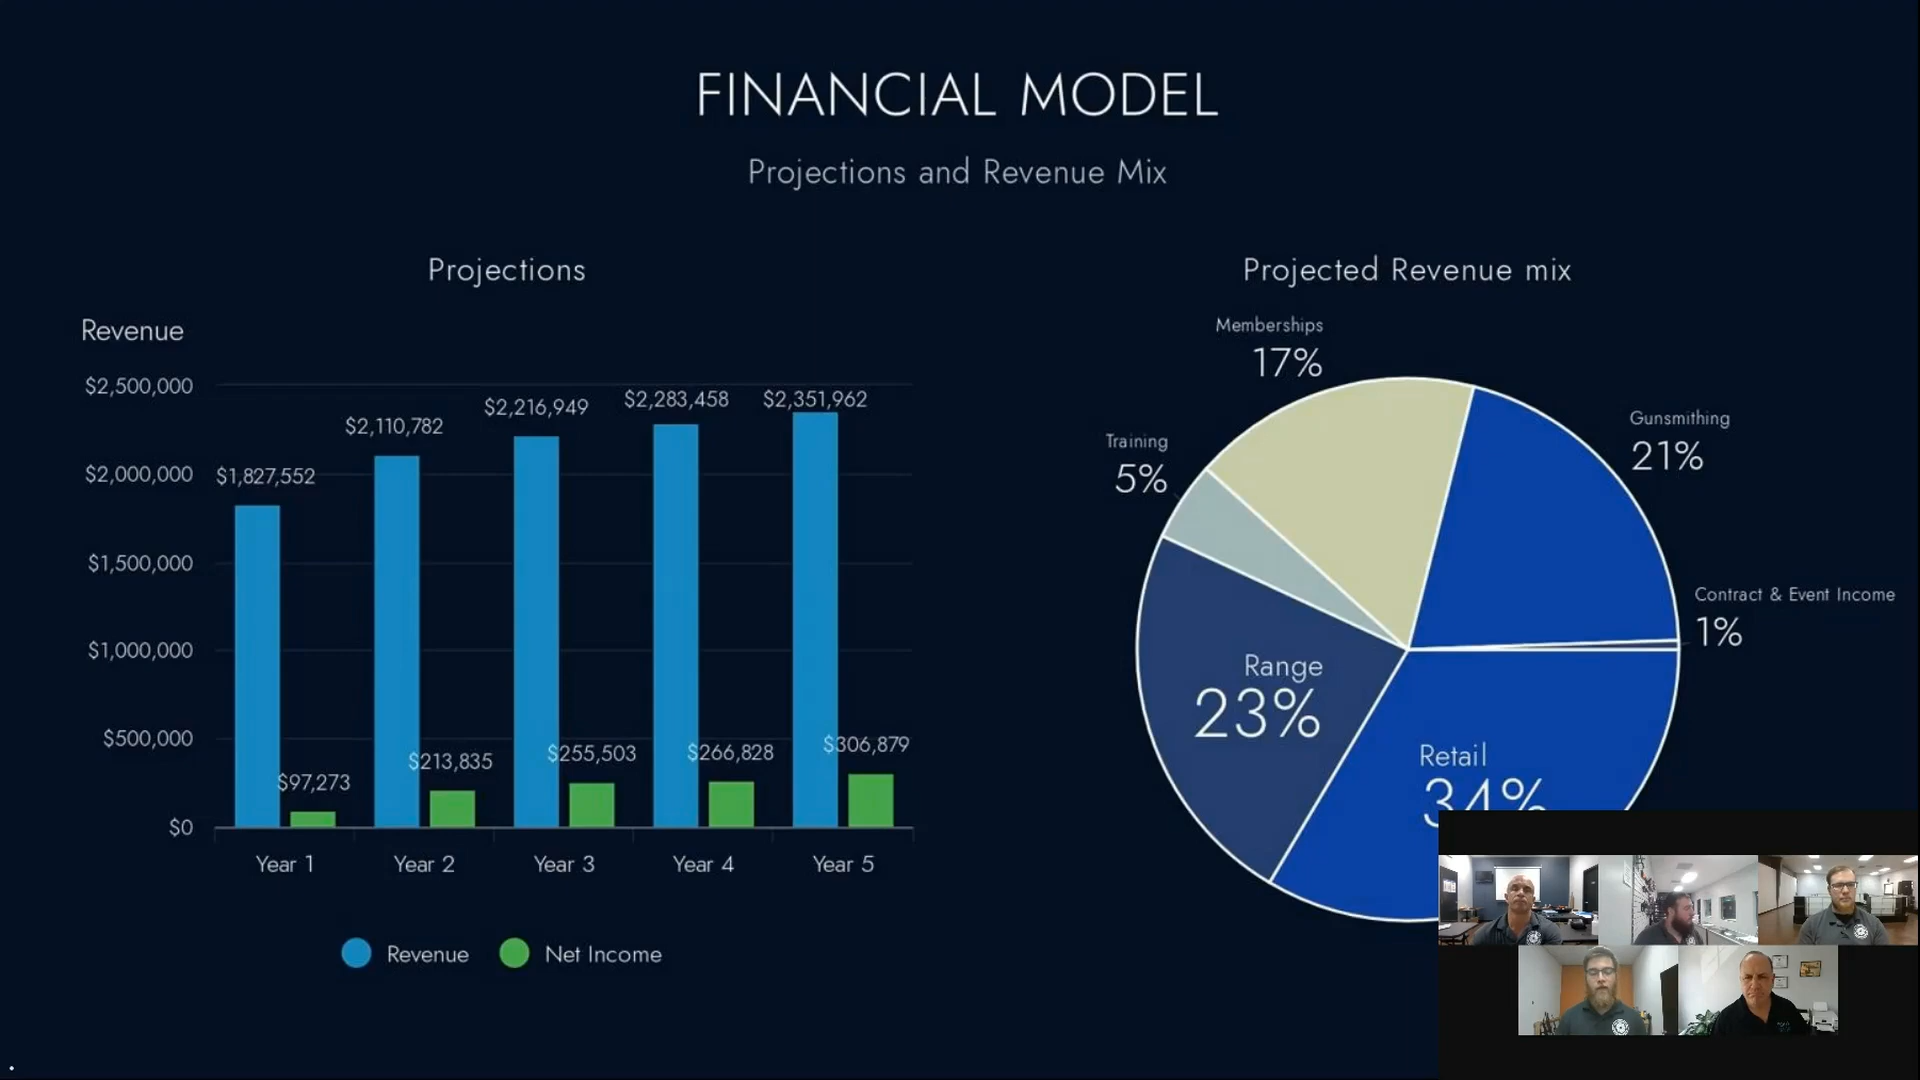 FINANCIAL MODEL
Projections and Revenue Mix
Projections
Revenue
$2,500,000
$2,000,000
$1,500,000
$1,000,000
$500,000
$0
$1,827,552
$97,273
$2,110,782
$213,835
$2,216,949
$255,503
$2,283,458
$266,828
$2,351,962
$306,879
Year 1
Year 2
Year 3
Year 4
Year 5
Revenue
Net Income
Projected Revenue mix
Memberships
17%
Gunsmithing
21%
Training
5%
Contract & Event Income
1%
Range
23%
Retail
34%